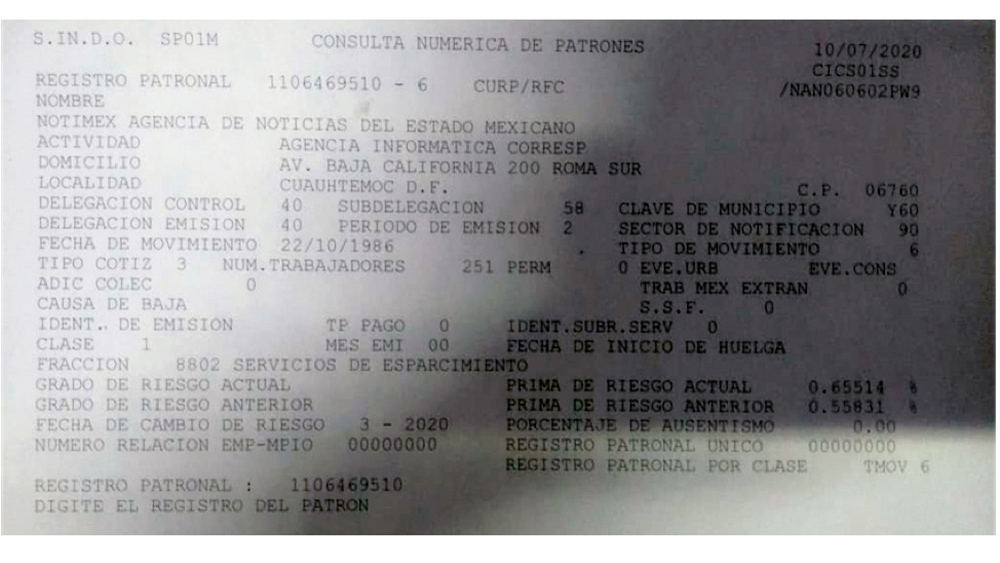 S.IN.D.O. SP01M CONSULTA NUMERICA DE PATRONES 10/07/2020
CICS01SS
REGISTRO PATRONAL 1106469510 - 6 CURP/RFC /NAN060602PW9
NOMBRE
NOTIMEX AGENCIA DE NOTICIAS DEL ESTADO MEXICANO
ACTIVIDAD AGENCIA INFORMATICA CORRESP
DOMICILIO AV. BAJA CALIFORNIA 200 ROMA SUR
LOCALIDAD CUAUHTEMOC D.F. C.P. 06760
DELEGACION CONTROL 40 SUBDELEGACION 58 CLAVE DE MUNICIPIO Y60
DELEGACION EMISION 40 PERIODO DE EMISION 2 SECTOR DE NOTIFICACION 90
FECHA DE MOVIMIENTO 22/10/1986 . TIPO DE MOVIMIENTO 6
TIPO COTIZ 3 NUM.TRABAJADORES 251 PERM 0 EVE.URB EVE.CONS
ADIC COLEC 0 TRAB MEX EXTRAN 0
CAUSA DE BAJA S.S.F. 0
IDENT.. DE EMISION TP PAGO 0 IDENT.SUBR.SERV 0
CLASE 1 MES EMI 00 FECHA DE INICIO DE HUELGA
FRACCION 8802 SERVICIOS DE ESPARCIMIENTO
GRADO DE RIESGO ACTUAL PRIMA DE RIESGO ACTUAL 0.65514 %
GRADO DE RIESGO ANTERIOR PRIMA DE RIESGO ANTERIOR 0.55831 %
FECHA DE CAMBIO DE RIESGO 3 - 2020 PORCENTAJE DE AUSENTISMO 0.00
NUMERO RELACION EMP-MPIO 00000000 REGISTRO PATRONAL UNICO 00000000
REGISTRO PATRONAL POR CLASE TMOV 6
REGISTRO PATRONAL : 1106469510
DIGITE EL REGISTRO DEL PATRON